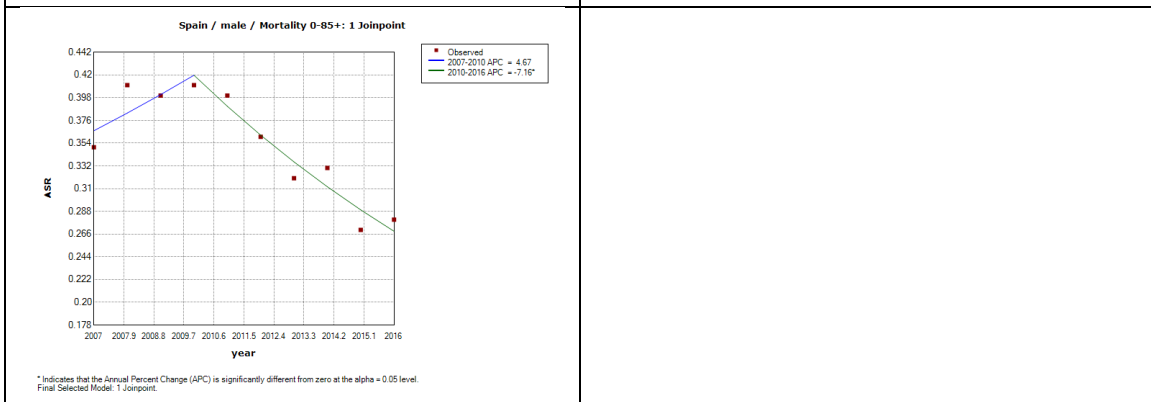 Spain / male / Mortality 0-85+: 1 Joinpoint
Observed
2007-2010 APC = 4.67
2010-2016 APC = -7.16*
0.442
0.42
0.398
0.376
0.354
0.332
0.31
0.288
0.266
0.244
0.222
0.20
0.178
ASR
2007 2007.9 2008.8 2009.7 2010.6 2011.5 2012.4 2013.3 2014.2 2015.1 2016
year
* Indicates that the Annual Percent Change (APC) is significantly different from zero at the alpha = 0.05 level.
Final Selected Model: 1 Joinpoint.